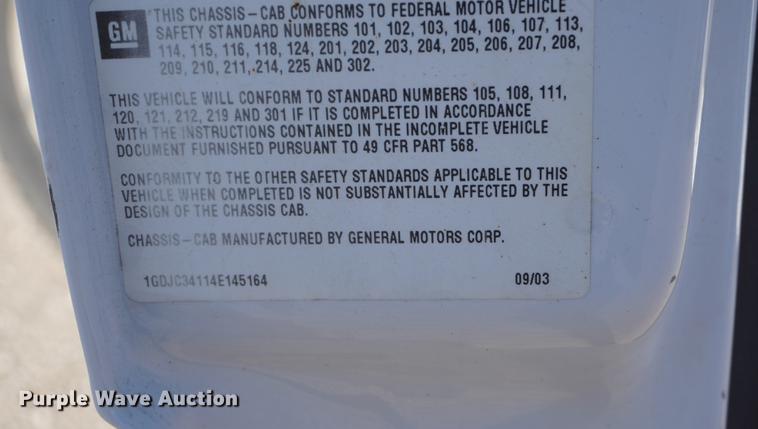 GM
*THIS CHASSIS-CAB CONFORMS TO FEDERAL MOTOR VEHICLE
SAFETY STANDARD NUMBERS 101, 102, 103, 104, 106, 107, 113,
114, 115, 116, 118, 124, 201, 202, 203, 204, 205, 206, 207, 208,
209, 210, 211, 214, 225 AND 302.
THIS VEHICLE WILL CONFORM TO STANDARD NUMBERS 105, 108, 111,
120, 121, 212, 219 AND 301 IF IT IS COMPLETED IN ACCORDANCE
WITH THE INSTRUCTIONS CONTAINED IN THE INCOMPLETE VEHICLE
DOCUMENT FURNISHED PURSUANT TO 49 CFR PART 568.
CONFORMITY TO THE OTHER SAFETY STANDARDS APPLICABLE TO THIS
VEHICLE WHEN COMPLETED IS NOT SUBSTANTIALLY AFFECTED BY THE
DESIGN OF THE CHASSIS CAB.
CHASSIS-CAB MANUFACTURED BY GENERAL MOTORS CORP.
1GDJC34114E145164 09/03
Purple Wave Auction